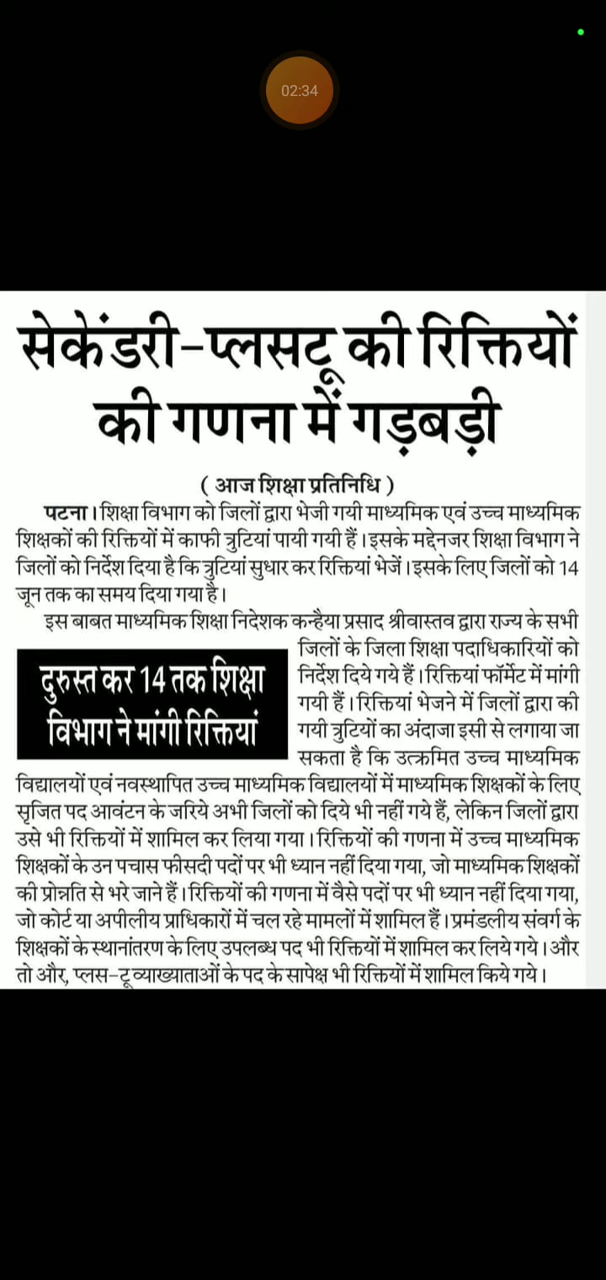 02:34
सेकेंडरी-प्लसटू की रिक्तियों
की गणना में गड़बड़ी
( आज शिक्षा प्रतिनिधि )
पटना। शिक्षा विभाग को जिलों द्वारा भेजी गयी माध्यमिक एवं उच्च माध्यमिक
शिक्षकों की रिक्तियों में काफी त्रुटियां पायी गयी हैं। इसके मद्देनजर शिक्षा विभाग ने
जिलों को निर्देश दिया है कि त्रुटियां सुधार कर रिक्तियां भेजें। इसके लिए जिलों को 14
जून तक का समय दिया गया है।
इस बाबत माध्यमिक शिक्षा निदेशक कन्हैया प्रसाद श्रीवास्तव द्वारा राज्य के सभी
जिलों के जिला शिक्षा पदाधिकारियों को
निर्देश दिये गये हैं। रिक्तियां फॉर्मेट में मांगी
गयी हैं। रिक्तियां भेजने में जिलों द्वारा की
गयी त्रुटियों का अंदाजा इसी से लगाया जा
सकता है कि उत्क्रमित उच्च माध्यमिक
दुरुस्त कर 14 तक शिक्षा
विभाग ने मांगी रिक्तियां
विद्यालयों एवं नवस्थापित उच्च माध्यमिक विद्यालयों में माध्यमिक शिक्षकों के लिए
सृजित पद आवंटन के जरिये अभी जिलों को दिये भी नहीं गये हैं, लेकिन जिलों द्वारा
उसे भी रिक्तियों में शामिल कर लिया गया। रिक्तियों की गणना में उच्च माध्यमिक
शिक्षकों के उन पचास फीसदी पदों पर भी ध्यान नहीं दिया गया, जो माध्यमिक शिक्षकों
की प्रोन्नति से भरे जाने हैं। रिक्तियों की गणना में वैसे पदों पर भी ध्यान नहीं दिया गया,
जो कोर्ट या अपीलीय प्राधिकारों में चल रहे मामलों में शामिल हैं। प्रमंडलीय संवर्ग के
शिक्षकों के स्थानांतरण के लिए उपलब्ध पद भी रिक्तियों में शामिल कर लिये गये। और
तो और, प्लस-टू व्याख्याताओं के पद के सापेक्ष भी रिक्तियों में शामिल किये गये।